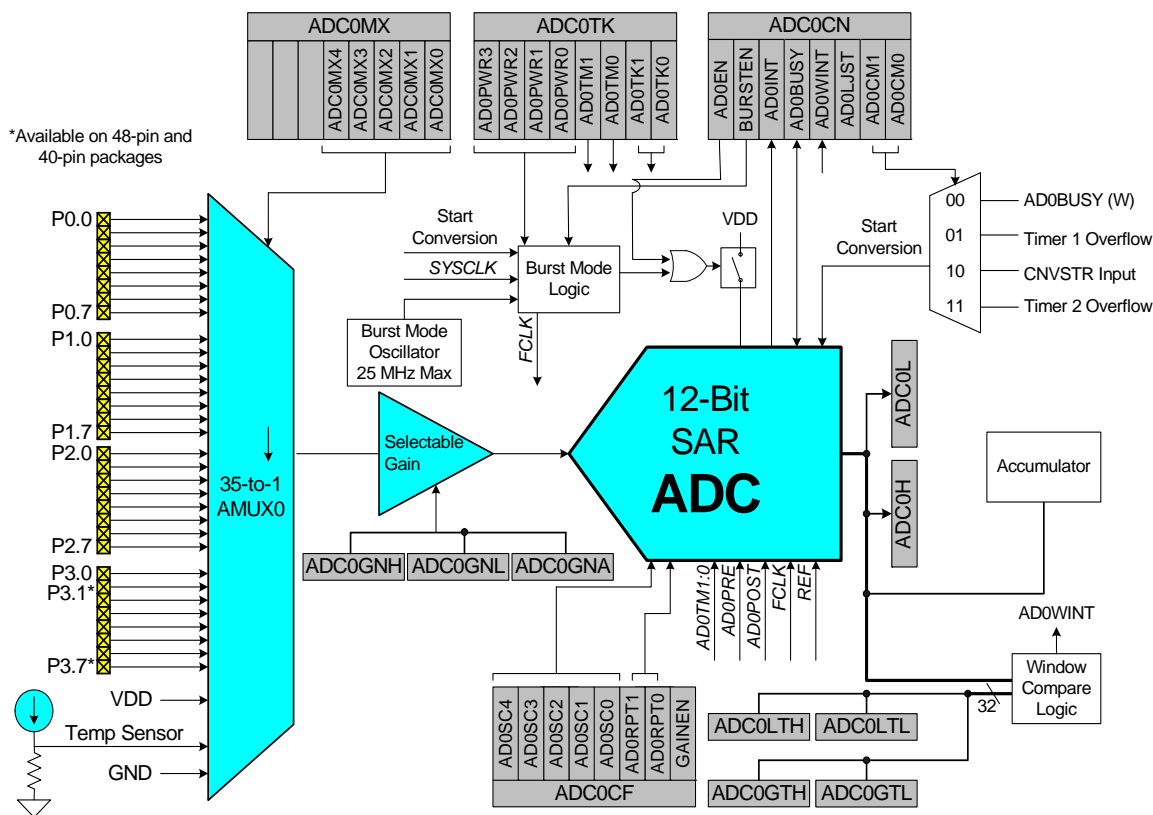 ADC0MX
ADC0MX4
ADC0MX3
ADC0MX2
ADC0MX1
ADC0MX0
ADC0TK
AD0PWR3
AD0PWR2
AD0PWR1
AD0PWR0
AD0TM1
AD0TM0
AD0TK1
AD0TK0
ADC0CN
AD0EN
BURSTEN
AD0INT
AD0BUSY
AD0WINT
AD0LJST
AD0CM1
AD0CM0
*Available on 48-pin and
40-pin packages
P0.0
P0.7
P1.0
P1.7
P2.0
P2.7
P3.0
P3.1*
P3.7*
VDD
Temp Sensor
GND
35-to-1
AMUX0
Start
Conversion
SYSCLK
Burst Mode
Logic
Burst Mode
Oscillator
25 MHz Max
FCLK
VDD
Start
Conversion
00
01
10
11
AD0BUSY (W)
Timer 1 Overflow
CNVSTR Input
Timer 2 Overflow
Selectable
Gain
ADC0GNH
ADC0GNL
ADC0GNA
12-Bit
SAR
ADC
ADC0L
ADC0H
Accumulator
AD0TM1:0
AD0PRE
AD0POST
FCLK
REF
AD0WINT
Window
Compare
Logic
32
ADC0LTH
ADC0LTL
ADC0GTH
ADC0GTL
AD0SC4
AD0SC3
AD0SC2
AD0SC1
AD0SC0
AD0RPT1
AD0RPT0
GAINEN
ADC0CF